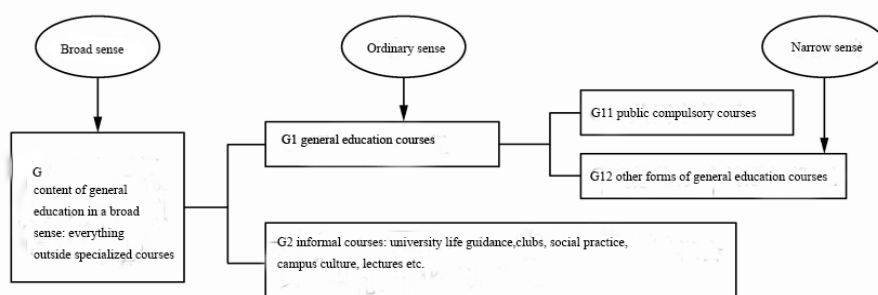 Broad sense
Ordinary sense
Narrow sense
G11 public compulsory courses
G1 general education courses
G
content of general
education in a broad
sense: everything
outside specialized courses
G12 other forms of general education courses
G2 informal courses: university life guidance,clubs, social practice,
campus culture, lectures etc.